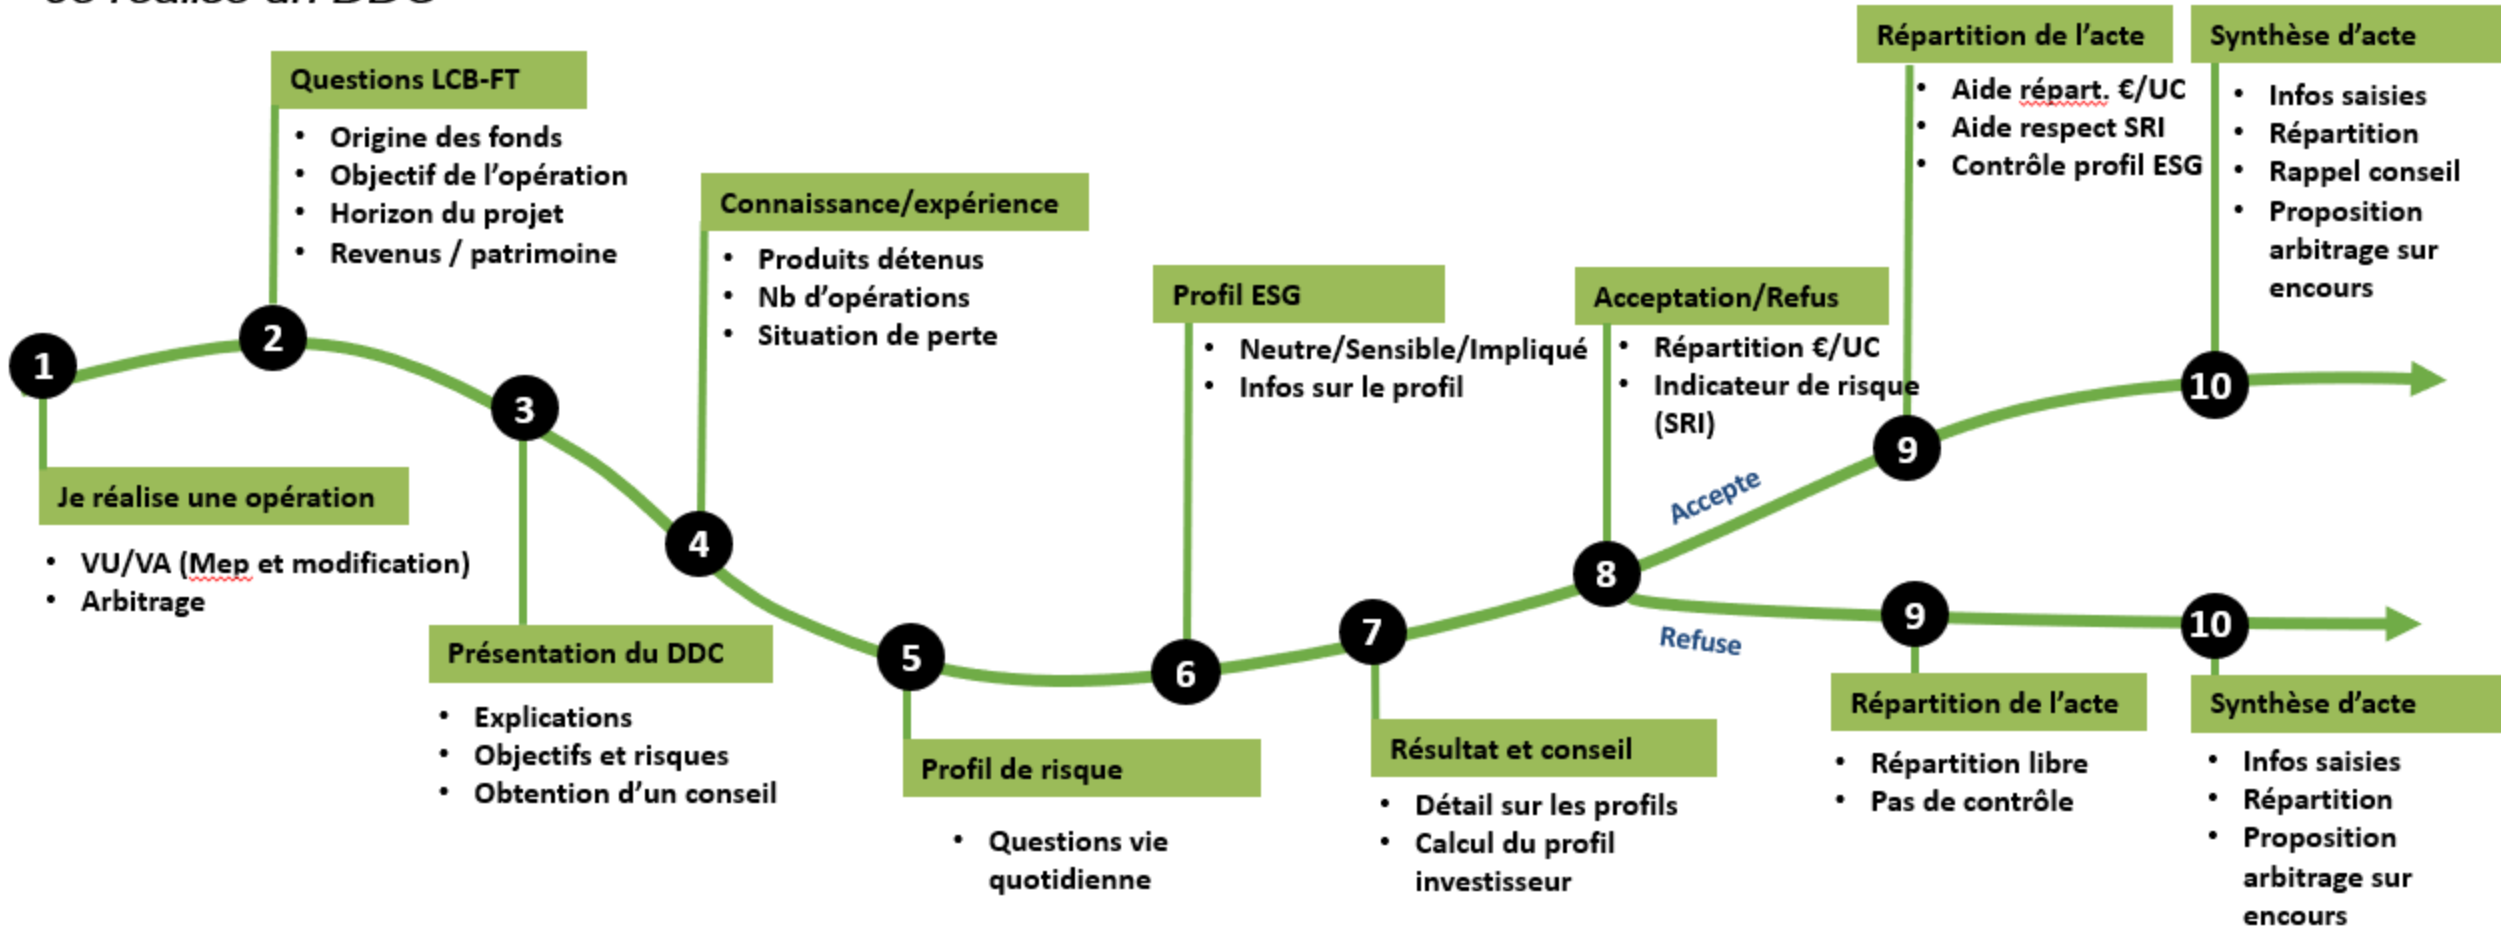 Je réalise un DDC
1
Je réalise une opération
• VU/VA (Mep et modification)
• Arbitrage
2
Questions LCB-FT
• Origine des fonds
• Objectif de l’opération
• Horizon du projet
• Revenus / patrimoine
3
Présentation du DDC
• Explications
• Objectifs et risques
• Obtention d’un conseil
4
Connaissance/expérience
• Produits détenus
• Nb d’opérations
• Situation de perte
5
Profil de risque
• Questions vie
quotidienne
6
Profil ESG
• Neutre/Sensible/Impliqué
• Infos sur le profil
7
Résultat et conseil
• Détail sur les profils
• Calcul du profil
investisseur
8
Acceptation/Refus
• Répartition €/UC
• Indicateur de risque
(SRI)
Accepte
9
Répartition de l’acte
• Aide répart. €/UC
• Aide respect SRI
• Contrôle profil ESG
10
Synthèse d’acte
• Infos saisies
• Répartition
• Rappel conseil
• Proposition
arbitrage sur
encours
Refuse
9
Répartition de l’acte
• Répartition libre
• Pas de contrôle
10
Synthèse d’acte
• Infos saisies
• Répartition
• Proposition
arbitrage sur
encours